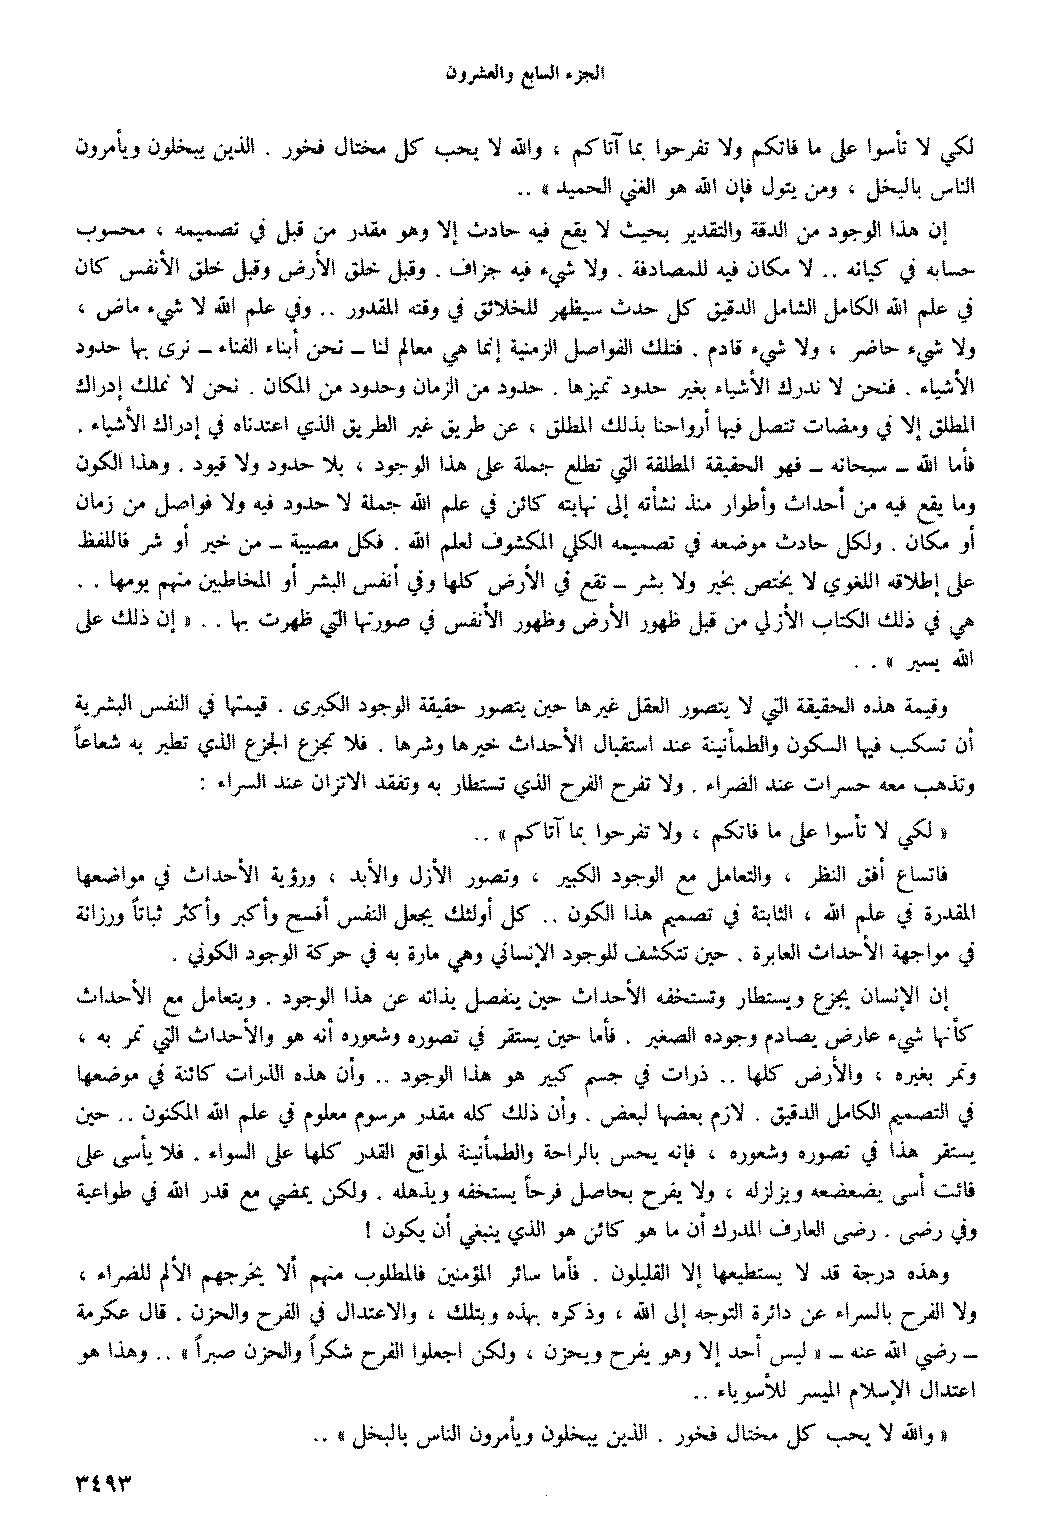 الجزء السابع والعشرون
لكي لا تأسوا على ما فاتكم ولا تفرحوا بما آتاكم ، والله لا يحب كل مختال فخور . الذين يبخلون ويأمرون
الناس بالبخل ، ومن يتول فإن الله هو الغني الحميد » ..
إن هذا الوجود من الدقة والتقدير بحيث لا يقع فيه حادث إلا وهو مقدر من قبل في تصميمه ، محسوب
حسابه في كيانه .. لا مكان فيه للمصادفة . ولا شيء فيه جزاف . وقبل خلق الأرض وقبل خلق الأنفس كان
في علم الله الكامل الشامل الدقيق كل حدث سيظهر للخلائق في وقته المقدور .. وفي علم الله لا شيء ماض ،
ولا شيء حاضر ، ولا شيء قادم . فتلك الفواصل الزمنية إنما هي معالم لنا – نحن أبناء الفناء – نرى بها حدود
الأشياء . فنحن لا ندرك الأشياء بغير حدود تميزها . حدود من الزمان وحدود من المكان . نحن لا نملك إدراك
المطلق إلا في ومضات تتصل فيها أرواحنا بذلك المطلق ، عن طريق غير الطريق الذي اعتدناه في إدراك الأشياء .
فأما الله – سبحانه – فهو الحقيقة المطلقة التي تطلع جملة على هذا الوجود ، بلا حدود ولا قيود . وهذا الكون
وما يقع فيه من أحداث وأطوار منذ نشأته إلى نهايته كائن في علم الله جملة لا حدود فيه ولا فواصل من زمان
أو مكان . ولكل حادث موضعه في تصميمه الكلي المكشوف لعلم الله . فكل مصيبة – من خير أو شر فاللفظ
على إطلاقه اللغوي لا يختص بخير ولا بشر – تقع في الأرض كلها وفي أنفس البشر أو المخاطبين منهم يومها . .
هي في ذلك الكتاب الأزلي من قبل ظهور الأرض وظهور الأنفس في صورتها التي ظهرت بها . . « إن ذلك على
الله يسير » . .
وقيمة هذه الحقيقة التي لا يتصور العقل غيرها حين يتصور حقيقة الوجود الكبرى . قيمتها في النفس البشرية
أن تسكب فيها السكون والطمأنينة عند استقبال الأحداث خيرها وشرها . فلا تجزع الجزع الذي تطير به شعاعاً
وتذهب معه حسرات عند الضراء . ولا تفرح الفرح الذي تستطار به وتفقد الاتزان عند السراء :
« لكي لا تأسوا على ما فاتكم ، ولا تفرحوا بما آتاكم » ..
فاتساع أفق النظر ، والتعامل مع الوجود الكبير ، وتصور الأزل والأبد ، ورؤية الأحداث في مواضعها
المقدرة في علم الله ، الثابتة في تصميم هذا الكون .. كل أولئك يجعل النفس أفسح وأكبر وأكثر ثباتاً ورزانة
في مواجهة الأحداث العابرة . حين تتكشف للوجود الإنساني وهي مارة به في حركة الوجود الكوني .
إن الإنسان يجزع ويستطار وتستخفه الأحداث حين ينفصل بذاته عن هذا الوجود . ويتعامل مع الأحداث
كأنها شيء عارض يصادم وجوده الصغير . فأما حين يستقر في تصوره وشعوره أنه هو والأحداث التي تمر به ،
وتمر بغيره ، والأرض كلها .. ذرات في جسم كبير هو هذا الوجود .. وأن هذه الذرات كائنة في موضعها
في التصميم الكامل الدقيق . لازم بعضها لبعض . وأن ذلك كله مقدر مرسوم معلوم في علم الله المكنون .. حين
يستقر هذا في تصوره وشعوره ، فإنه يحس بالراحة والطمأنينة لمواقع القدر كلها على السواء . فلا يأسى على
فائت أسى يضعضعه ويزلزله ، ولا يفرح بحاصل فرحاً يستخفه ويذهله . ولكن يمضي مع قدر الله في طواعية
وفي رضى . رضى العارف المدرك أن ما هو كائن هو الذي ينبغي أن يكون !
وهذه درجة قد لا يستطيعها إلا القليلون . فأما سائر المؤمنين فالمطلوب منهم ألا يخرجهم الألم للضراء ،
ولا الفرح بالسراء عن دائرة التوجه إلى الله ، وذكره بهذه وبتلك ، والاعتدال في الفرح والحزن . قال عكرمة
– رضي الله عنه – « ليس أحد إلا وهو يفرح ويحزن ، ولكن اجعلوا الفرح شكراً والحزن صبراً » .. وهذا هو
اعتدال الإسلام الميسر للأسوياء ..
« والله لا يحب كل مختال فخور . الذين يبخلون ويأمرون الناس بالبخل » ..
٣٤٩٣